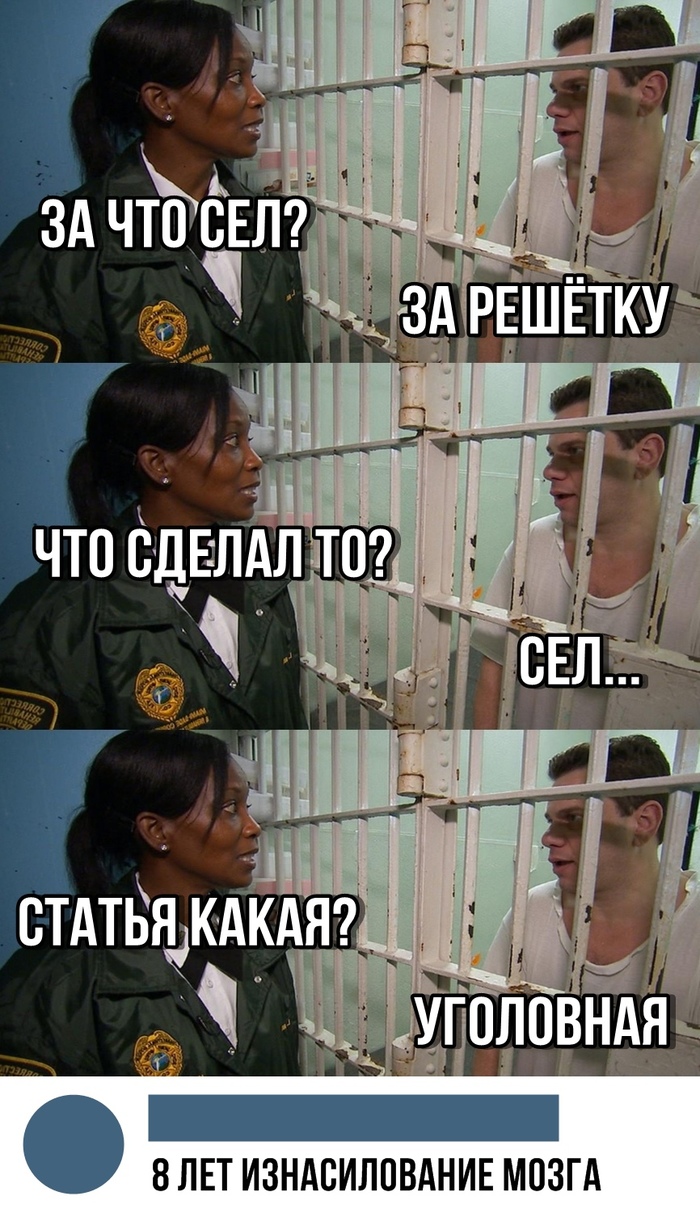 ЗА ЧТО СЕЛ?
ЗА РЕШЁТКУ
ЧТО СДЕЛАЛ ТО?
СЕЛ...
СТАТЬЯ КАКАЯ?
УГОЛОВНАЯ
8 ЛЕТ ИЗНАСИЛОВАНИЕ МОЗГА